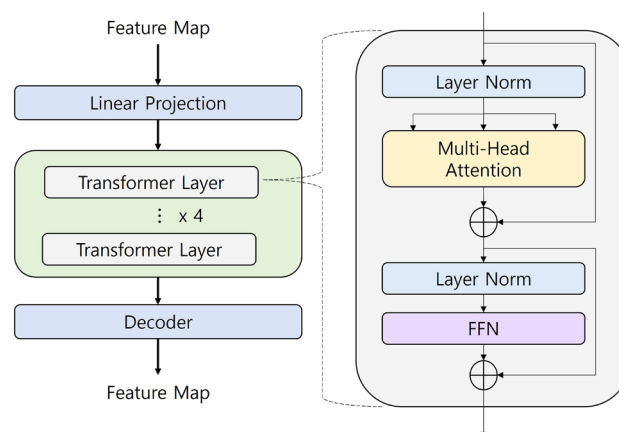 Feature Map
Linear Projection
Transformer Layer
⋮ x 4
Transformer Layer
Decoder
Feature Map
Layer Norm
Multi-Head
Attention
Layer Norm
FFN